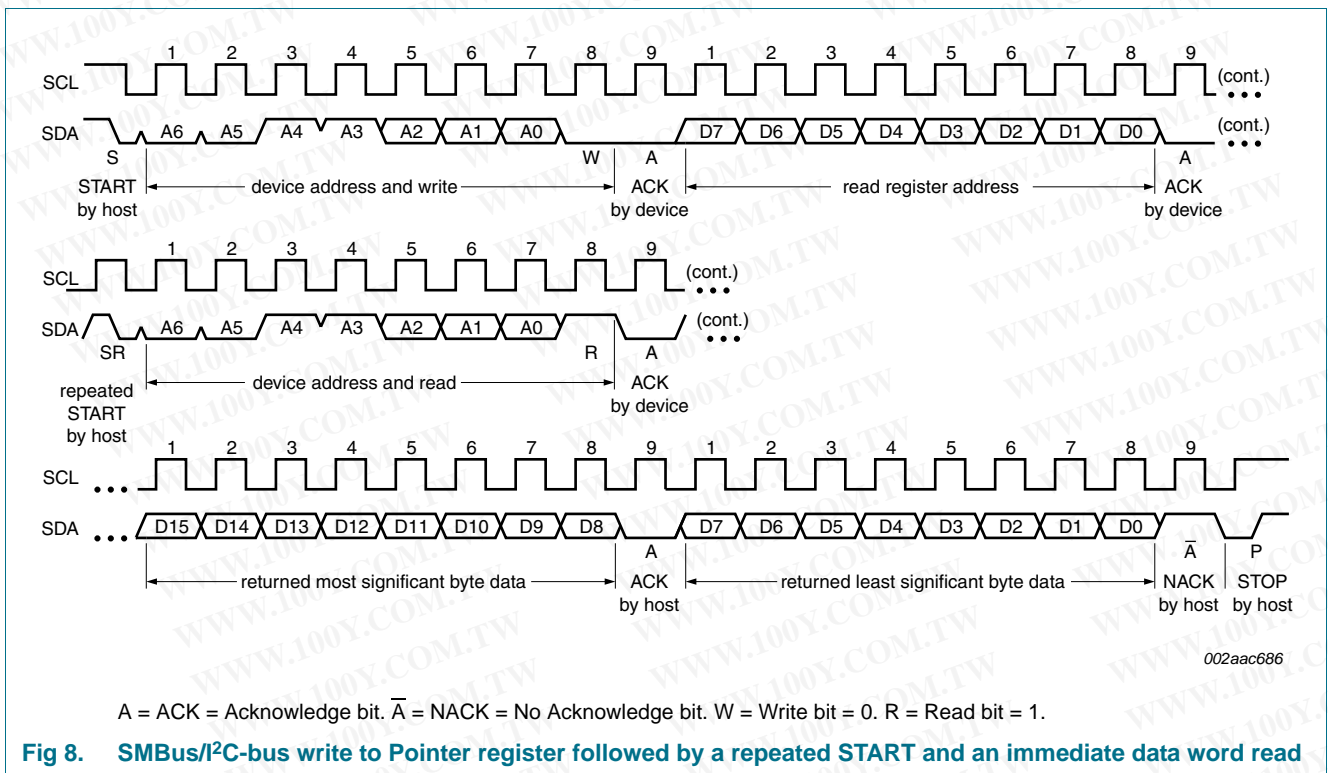 1 2 3 4 5 6 7 8 9 1 2 3 4 5 6 7 8 9
SCL (cont.)
SDA A6 A5 A4 A3 A2 A1 A0 D7 D6 D5 D4 D3 D2 D1 D0 (cont.)
S W A A
START by host
device address and write
ACK by device
read register address
ACK by device
1 2 3 4 5 6 7 8 9
SCL (cont.)
SDA A6 A5 A4 A3 A2 A1 A0 (cont.)
SR R A
repeated START by host
device address and read
ACK by device
1 2 3 4 5 6 7 8 9 1 2 3 4 5 6 7 8 9
SCL
SDA D15 D14 D13 D12 D11 D10 D9 D8 D7 D6 D5 D4 D3 D2 D1 D0
A A̅ P
returned most significant byte data
ACK by host
returned least significant byte data
NACK by host
STOP by host
002aac686
A = ACK = Acknowledge bit. A̅ = NACK = No Acknowledge bit. W = Write bit = 0. R = Read bit = 1.
Fig 8. SMBus/I²C-bus write to Pointer register followed by a repeated START and an immediate data word read
WWW.100Y.COM.TW